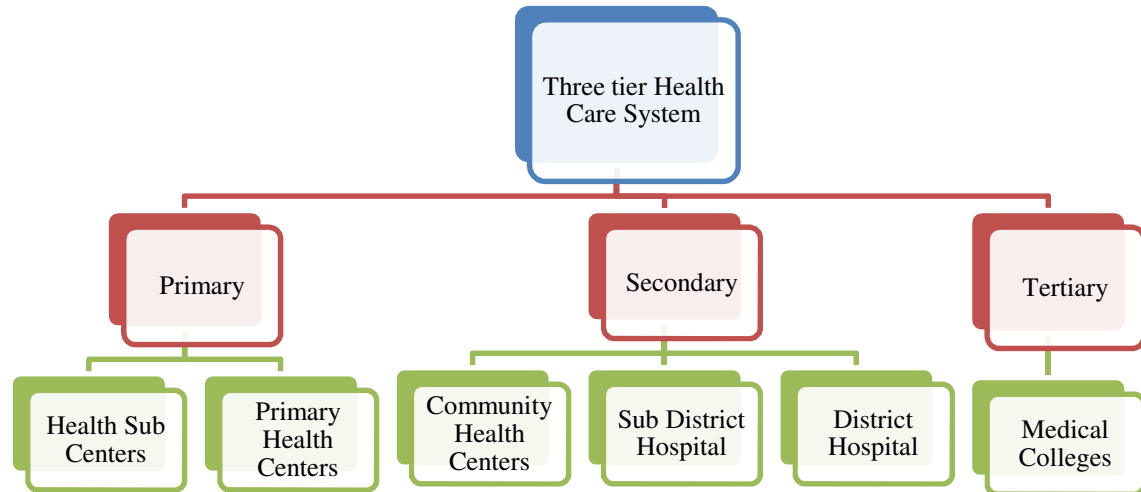 Three tier Health
Care System
Primary
Secondary
Tertiary
Health Sub
Centers
Primary
Health
Centers
Community
Health
Centers
Sub District
Hospital
District
Hospital
Medical
Colleges